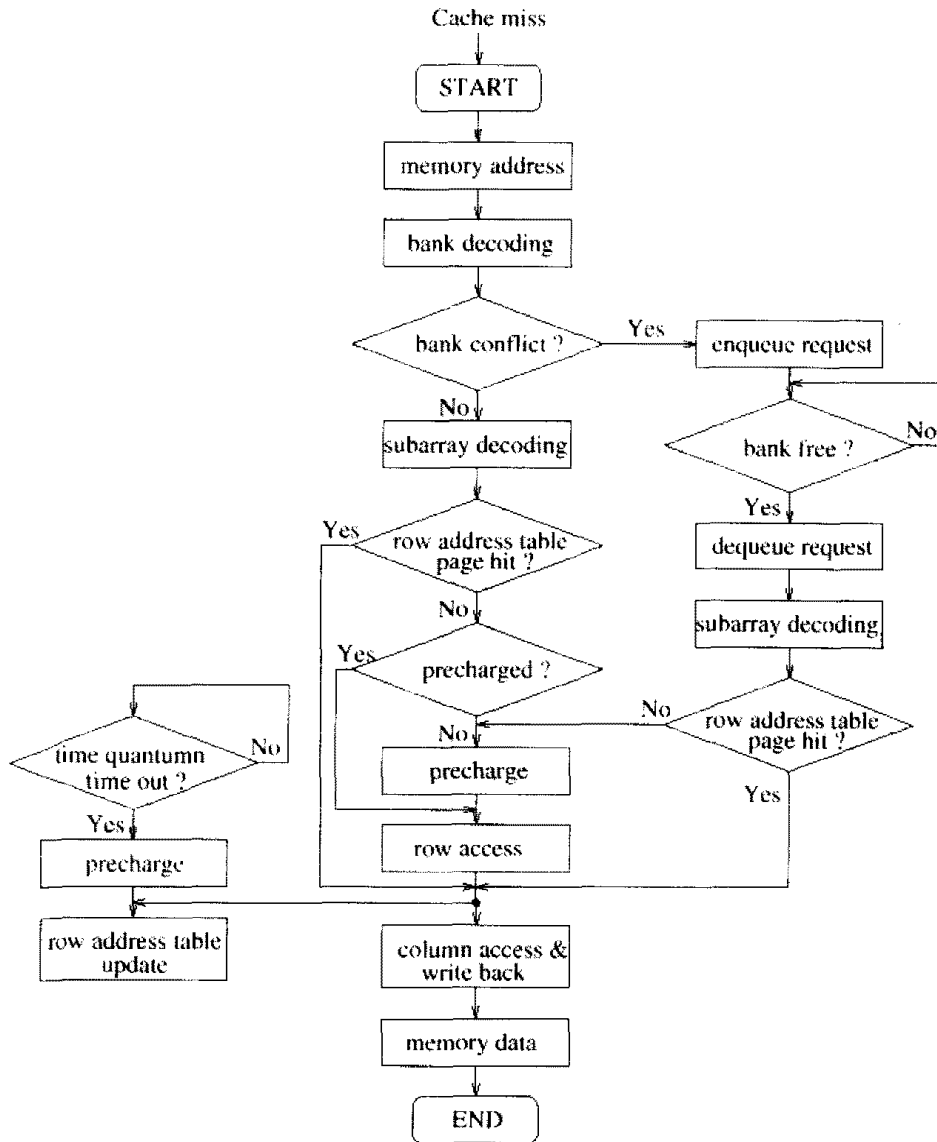 Cache miss
START
memory address
bank decoding
bank conflict ?
Yes
enqueue request
No
subarray decoding
bank free ?
No
Yes
dequeue request
Yes
row address table
page hit ?
No
subarray decoding
Yes
precharged ?
No
row address table
page hit ?
No
Yes
time quantumn
time out ?
No
Yes
precharge
precharge
row access
row address table
update
column access &
write back
memory data
END